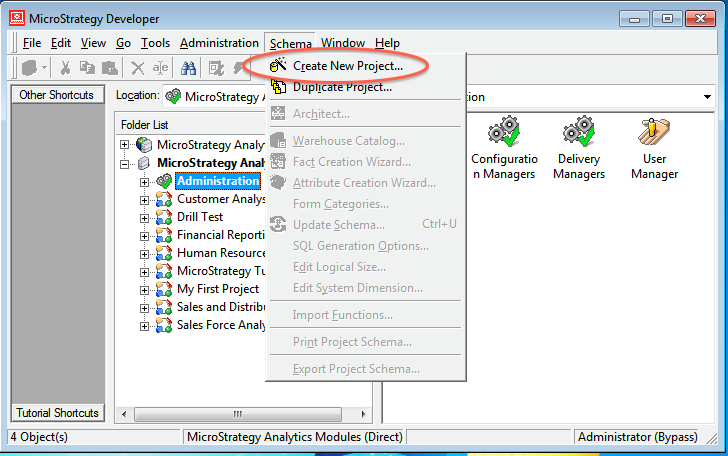 MicroStrategy Developer
File Edit View Go Tools Administration Schema Window Help
Other Shortcuts
Location:
MicroStrategy A
tion
Folder List
MicroStrategy Analy
MicroStrategy Analy
Administration
Customer Analys
Drill Test
Financial Reporti
Human Resource
MicroStrategy Tu
My First Project
Sales and Distribu
Sales Force Analy
Create New Project...
Duplicate Project...
Architect...
Warehouse Catalog...
Fact Creation Wizard...
Attribute Creation Wizard...
Form Categories...
Update Schema... Ctrl+U
SQL Generation Options...
Edit Logical Size...
Edit System Dimension...
Import Functions...
Print Project Schema...
Export Project Schema...
Configuratio
n Managers
Delivery
Managers
User
Manager
Tutorial Shortcuts
4 Object(s)
MicroStrategy Analytics Modules (Direct)
Administrator (Bypass)